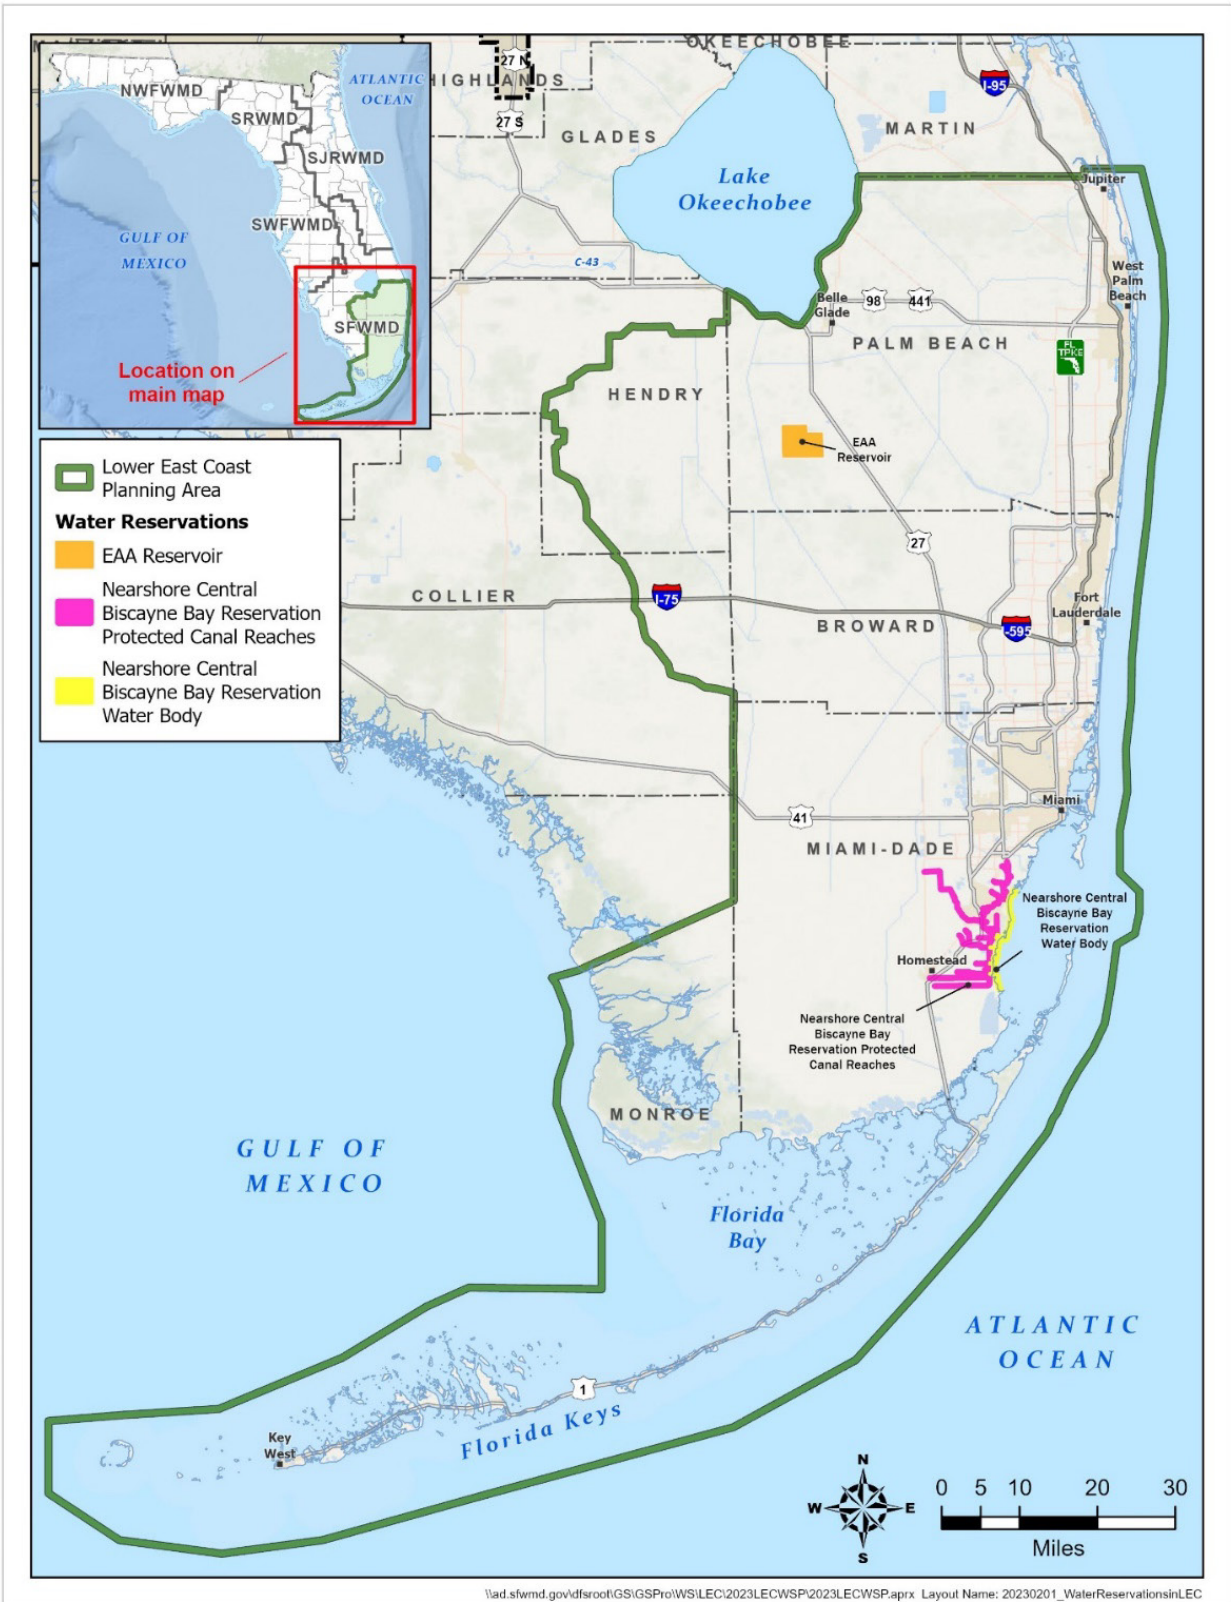 NWFWMD
SRWMD
SJRWMD
SWFWMD
SFWMD
ATLANTIC
OCEAN
GULF OF
MEXICO
Location on
main map
Lower East Coast
Planning Area
Water Reservations
EAA Reservoir
Nearshore Central
Biscayne Bay Reservation
Protected Canal Reaches
Nearshore Central
Biscayne Bay Reservation
Water Body
OKEECHOBEE
HIGHLANDS
27 N
27 S
GLADES
MARTIN
I-95
Lake
Okeechobee
Jupiter
C-43
West
Palm
Beach
Belle
Glade
98
441
PALM BEACH
FL
TPKE
HENDRY
EAA
Reservoir
27
COLLIER
I-75
Fort
Lauderdale
BROWARD
I-595
Miami
41
MIAMI-DADE
Nearshore Central
Biscayne Bay
Reservation
Water Body
Homestead
Nearshore Central
Biscayne Bay
Reservation Protected
Canal Reaches
MONROE
GULF OF
MEXICO
Florida
Bay
ATLANTIC
OCEAN
1
Florida Keys
Key
West
N
W
E
S
0 5 10 20 30
Miles
\\ad.sfwmd.gov\dfsroot\GS\GSPro\WS\LEC\2023LECWSP\2023LECWSP.aprx Layout Name: 20230201_WaterReservationsinLEC